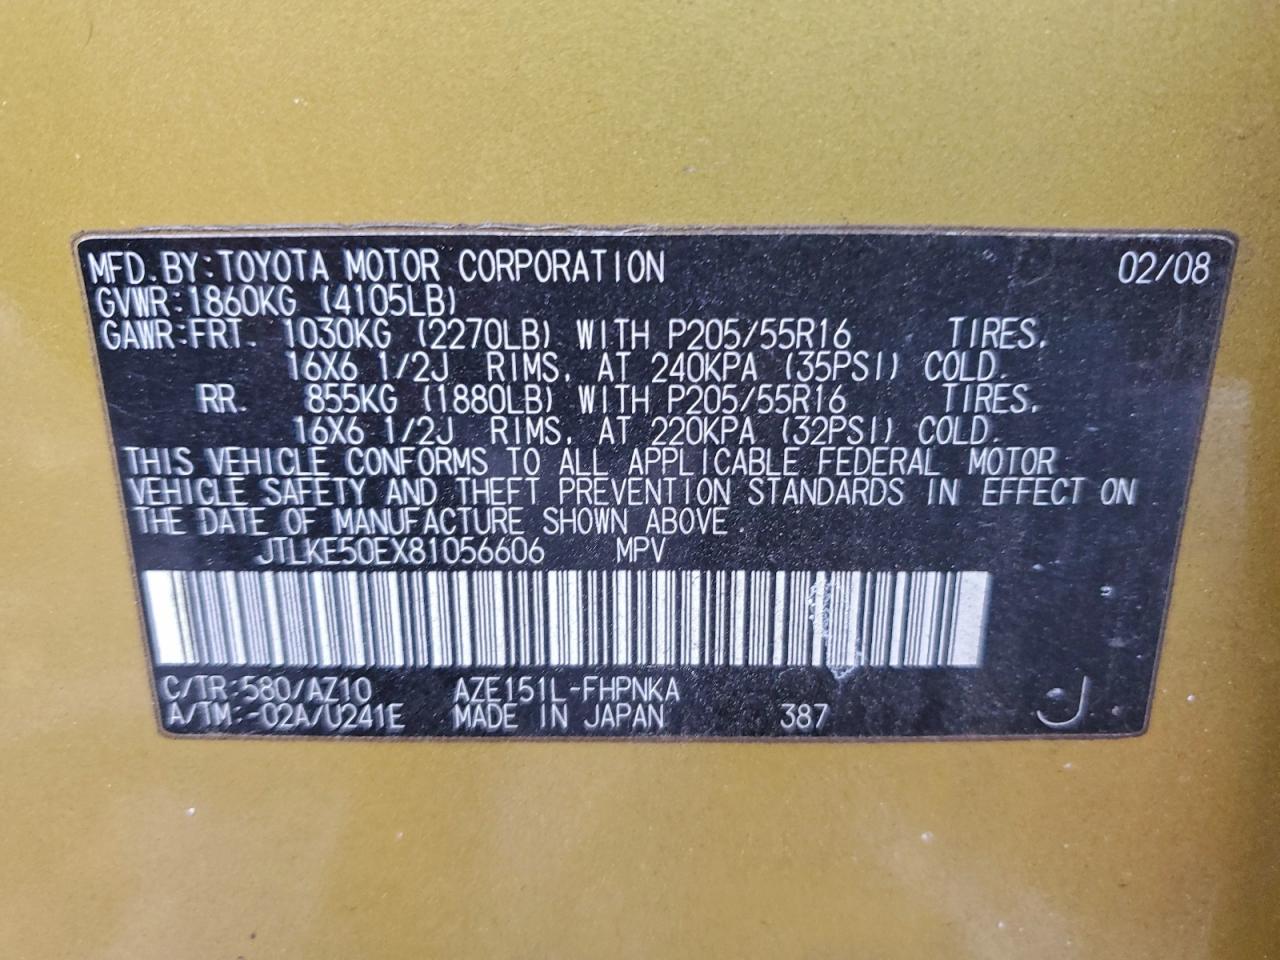 MFD. BY: TOYOTA MOTOR CORPORATION 02/08
GVWR: 1860KG (4105LB)
GAWR: FRT. 1030KG (2270LB) WITH P205/55R16 TIRES,
16X6 1/2J RIMS, AT 240KPA (35PSI) COLD.
RR. 855KG (1880LB) WITH P205/55R16 TIRES,
16X6 1/2J RIMS, AT 220KPA (32PSI) COLD.
THIS VEHICLE CONFORMS TO ALL APPLICABLE FEDERAL MOTOR
VEHICLE SAFETY AND THEFT PREVENTION STANDARDS IN EFFECT ON
THE DATE OF MANUFACTURE SHOWN ABOVE.
JTLKE50EX81056606 MPV
C/TR: 580/AZ10 AZE151L-FHPNKA
A/TM: -02A/U241E MADE IN JAPAN 387 J